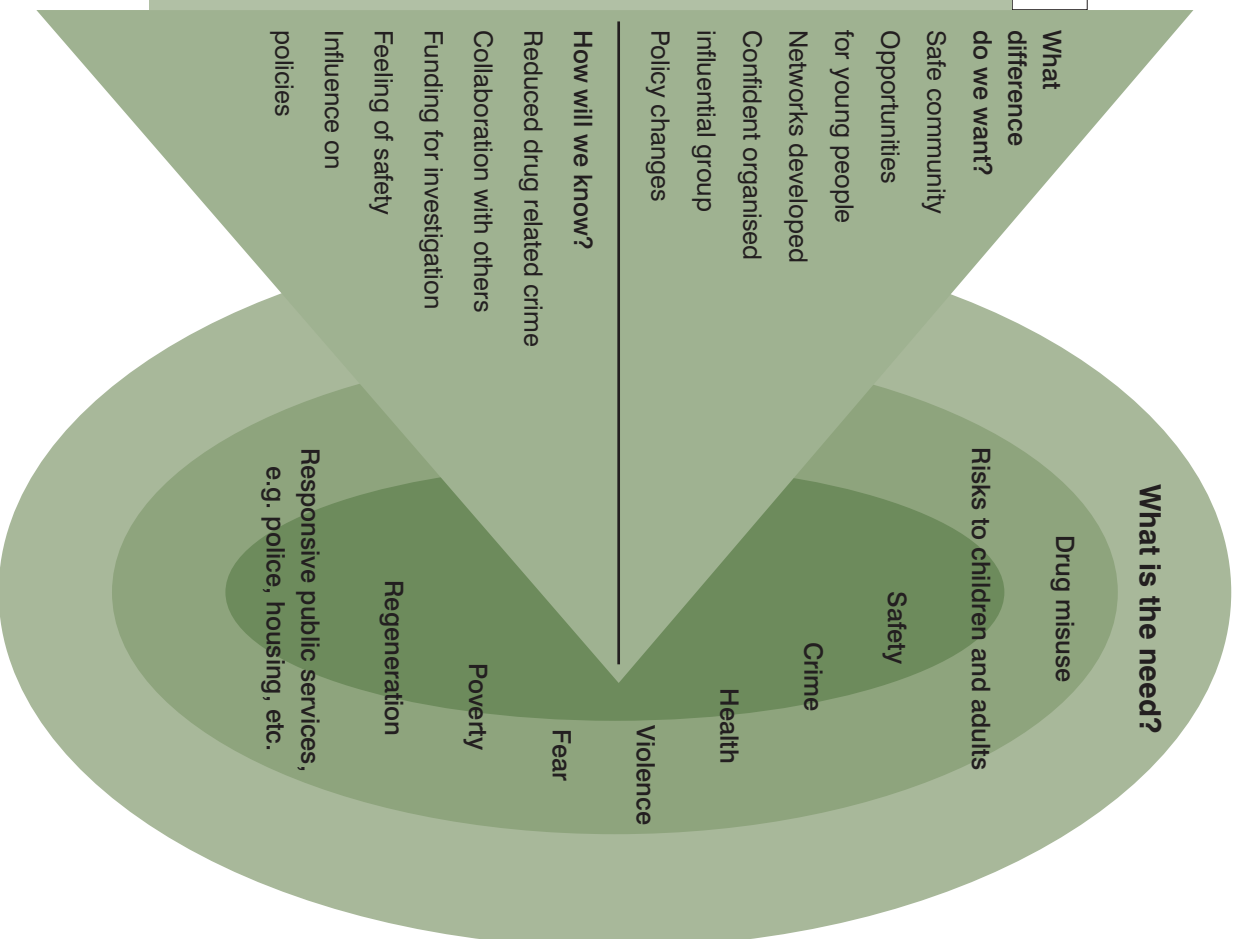 What
difference
do we want?
Safe community
Opportunities
for young people
Networks developed
Confident organised
influential group
Policy changes
How will we know?
Reduced drug related crime
Collaboration with others
Funding for investigation
Feeling of safety
Influence on
policies
What is the need?
Drug misuse
Risks to children and adults
Safety
Crime
Health
Violence
Fear
Poverty
Regeneration
Responsive public services,
e.g. police, housing, etc.